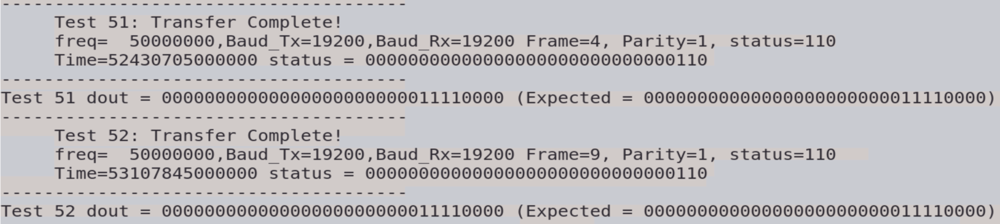 --------------------------------------
     Test 51: Transfer Complete!
     freq=  50000000,Baud_Tx=19200,Baud_Rx=19200 Frame=4, Parity=1, status=110
     Time=52430705000000 status = 00000000000000000000000000000110
--------------------------------------
Test 51 dout = 00000000000000000000000011110000 (Expected = 00000000000000000000000011110000)
--------------------------------------
     Test 52: Transfer Complete!
     freq=  50000000,Baud_Tx=19200,Baud_Rx=19200 Frame=9, Parity=1, status=110
     Time=53107845000000 status = 00000000000000000000000000000110
--------------------------------------
Test 52 dout = 00000000000000000000000011110000 (Expected = 00000000000000000000000011110000)